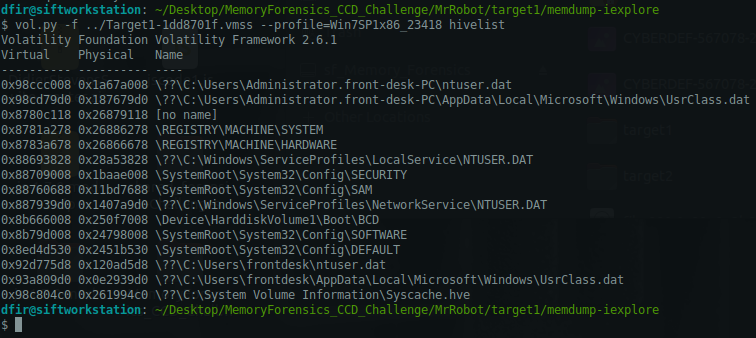 dfir@siftworkstation: ~/Desktop/MemoryForensics_CCD_Challenge/MrRobot/target1/memdump-iexplore
$ vol.py -f ../Target1-1dd8701f.vmss --profile=Win7SP1x86_23418 hivelist
Volatility Foundation Volatility Framework 2.6.1
Virtual    Physical   Name
---------- ---------- ----
0x98ccc008 0x1a67a008 \??\C:\Users\Administrator.front-desk-PC\ntuser.dat
0x98cd79d0 0x187679d0 \??\C:\Users\Administrator.front-desk-PC\AppData\Local\Microsoft\Windows\UsrClass.dat
0x8780c118 0x26879118 [no name]
0x8781a278 0x26886278 \REGISTRY\MACHINE\SYSTEM
0x8783a678 0x26866678 \REGISTRY\MACHINE\HARDWARE
0x88693828 0x28a53828 \??\C:\Windows\ServiceProfiles\LocalService\NTUSER.DAT
0x88709008 0x1baae008 \SystemRoot\System32\Config\SECURITY
0x88760688 0x11bd7688 \SystemRoot\System32\Config\SAM
0x887939d0 0x1407a9d0 \??\C:\Windows\ServiceProfiles\NetworkService\NTUSER.DAT
0x8b666008 0x250f7008 \Device\HarddiskVolume1\Boot\BCD
0x8b79d008 0x24798008 \SystemRoot\System32\Config\SOFTWARE
0x8ed4d530 0x2451b530 \SystemRoot\System32\Config\DEFAULT
0x92d775d8 0x120ad5d8 \??\C:\Users\frontdesk\ntuser.dat
0x93a809d0 0x0e2939d0 \??\C:\Users\frontdesk\AppData\Local\Microsoft\Windows\UsrClass.dat
0x98c804c0 0x261994c0 \??\C:\System Volume Information\Syscache.hve
dfir@siftworkstation: ~/Desktop/MemoryForensics_CCD_Challenge/MrRobot/target1/memdump-iexplore
$